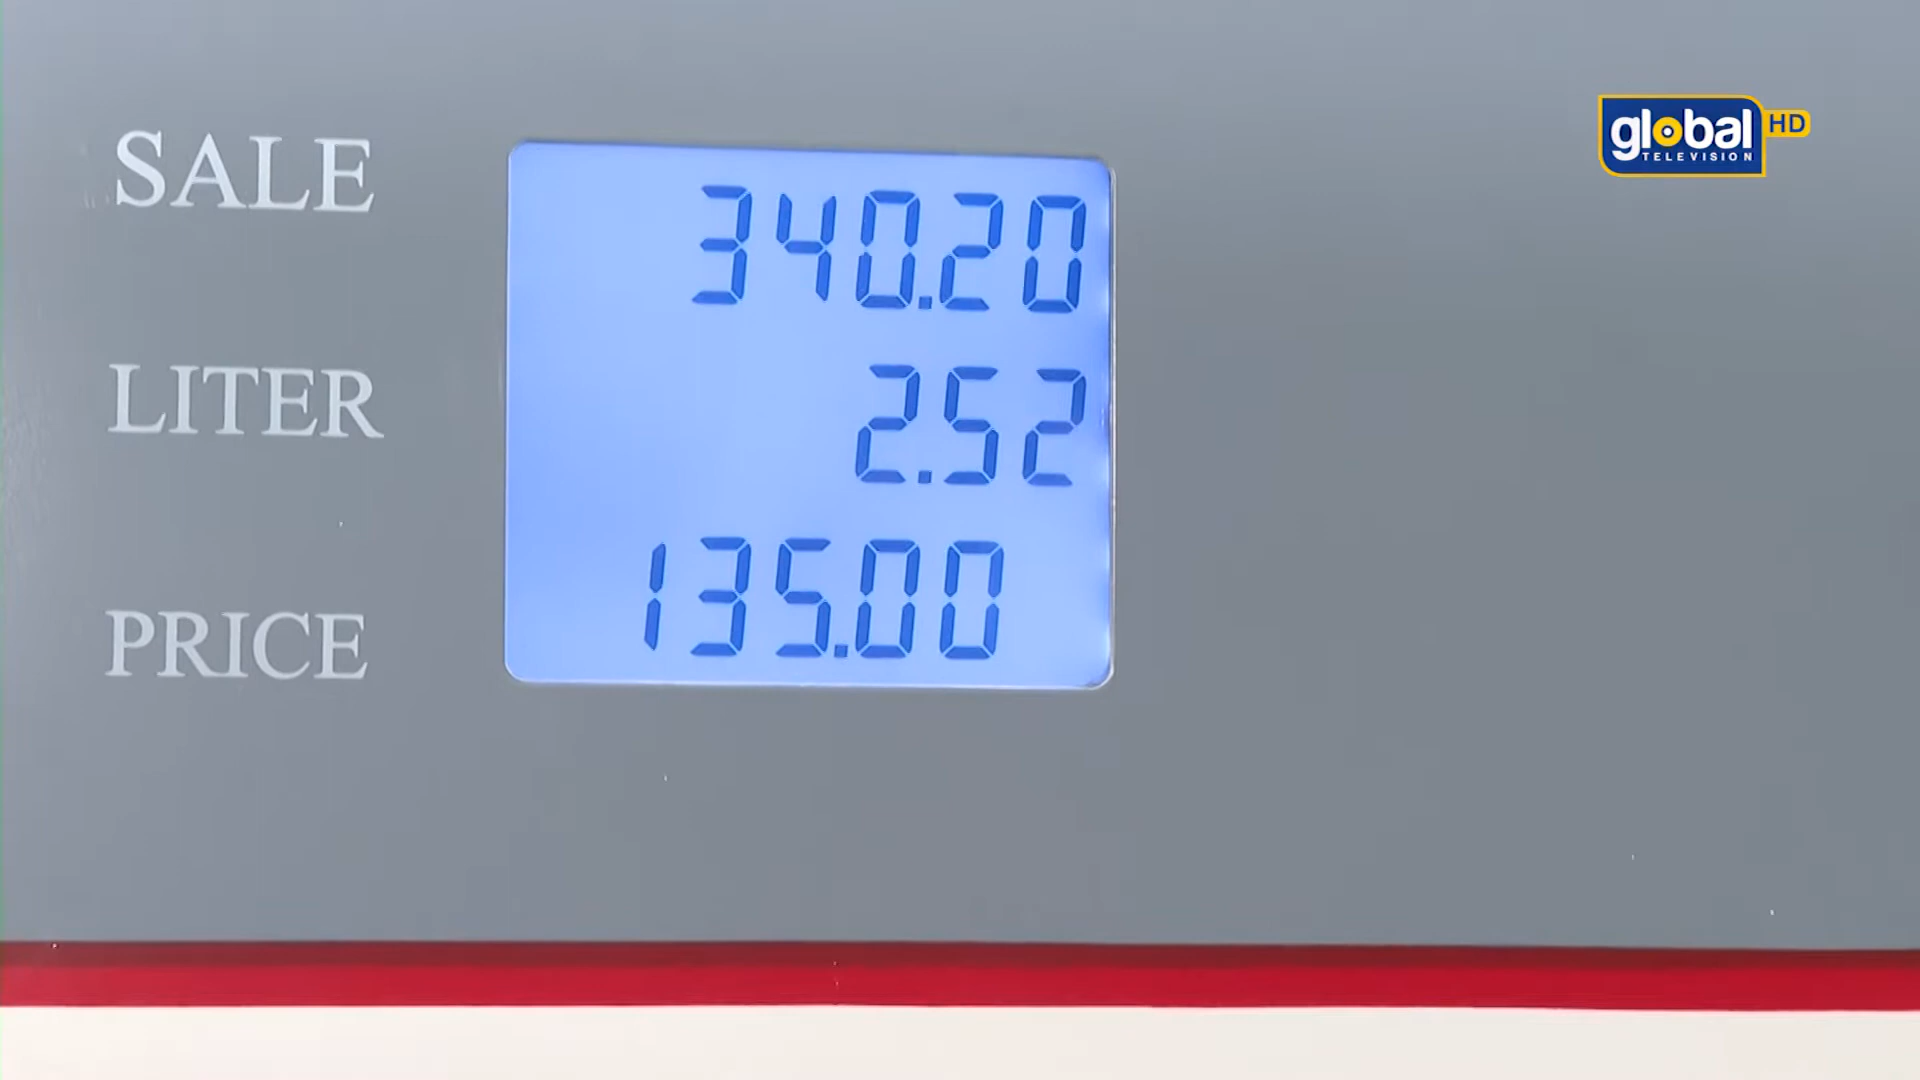 global HD
TELEVISION
SALE 340.20
LITER 2.52
PRICE 135.00